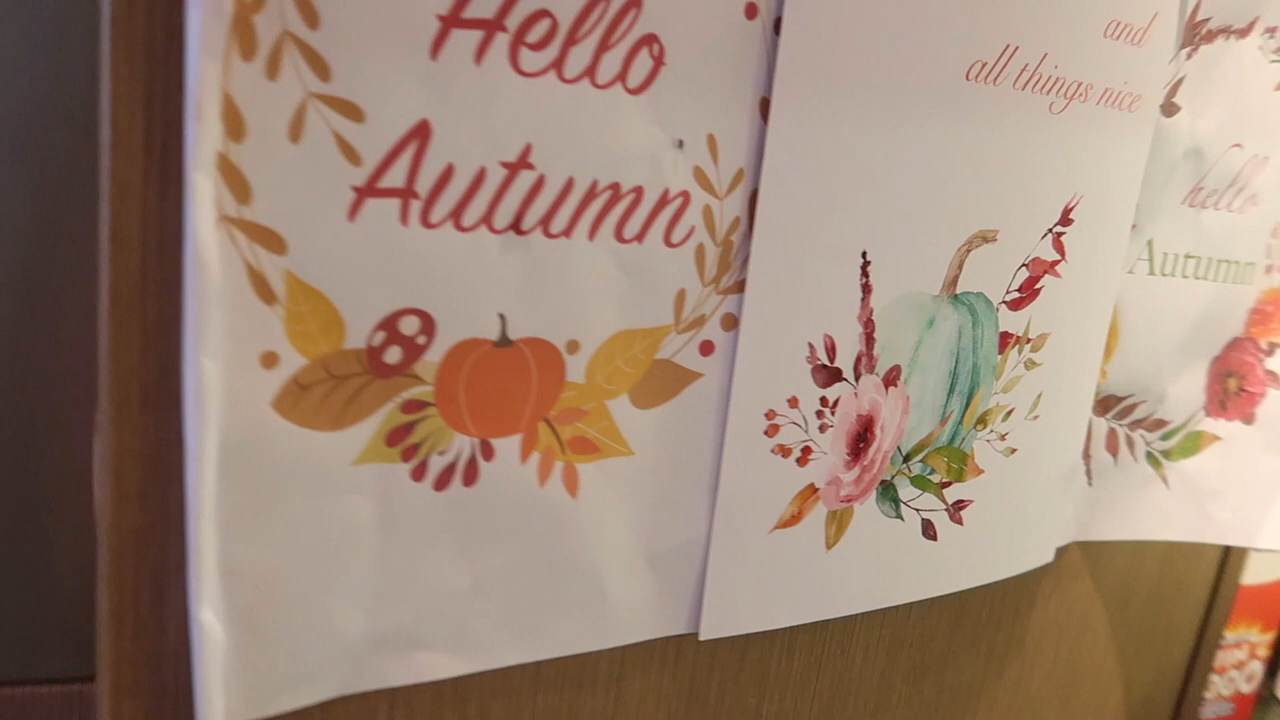 Hello
Autumn
and
all things nice
hello
Autumn